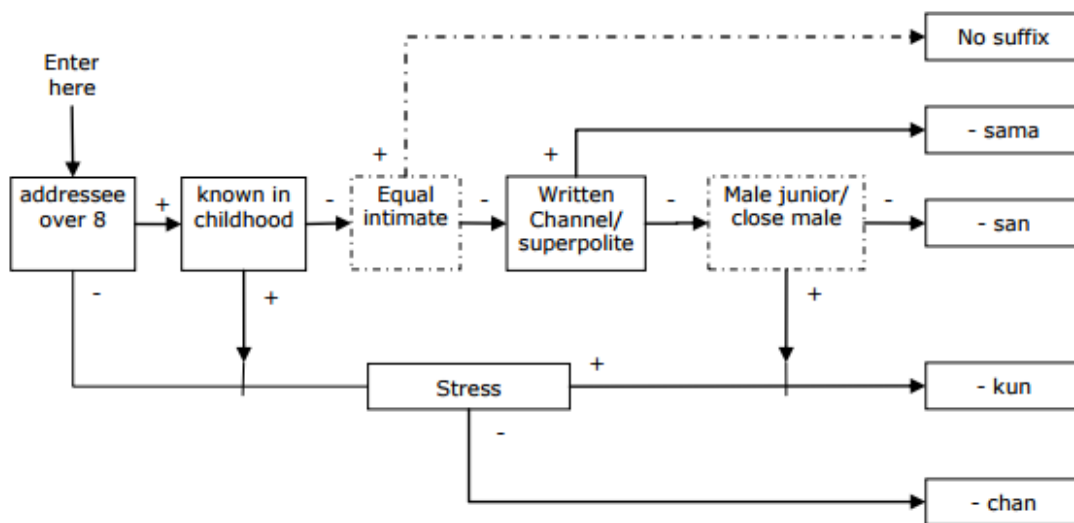 No suffix
Enter
here
- sama
+
+
addressee
over 8
+
known in
childhood
-
Equal
intimate
-
Written
Channel/
superpolite
-
Male junior/
close male
-
- san
-
+
+
Stress
+
- kun
-
- chan